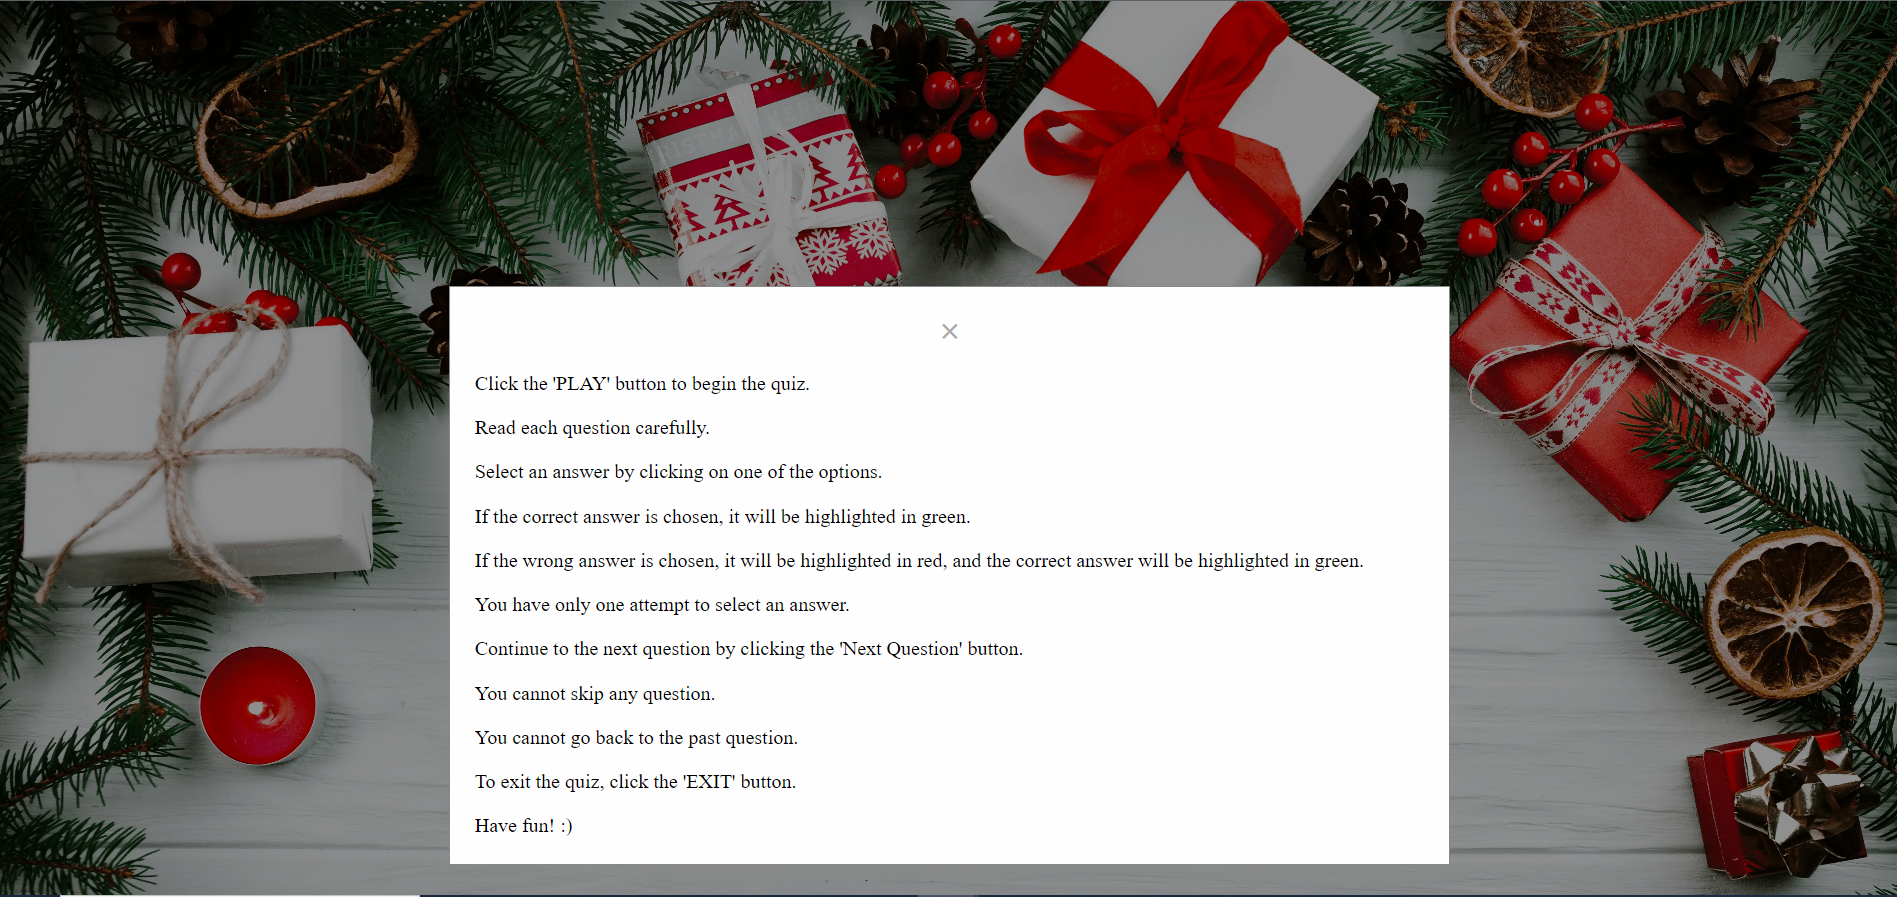 ×
Click the 'PLAY' button to begin the quiz.
Read each question carefully.
Select an answer by clicking on one of the options.
If the correct answer is chosen, it will be highlighted in green.
If the wrong answer is chosen, it will be highlighted in red, and the correct answer will be highlighted in green.
You have only one attempt to select an answer.
Continue to the next question by clicking the 'Next Question' button.
You cannot skip any question.
You cannot go back to the past question.
To exit the quiz, click the 'EXIT' button.
Have fun! :)